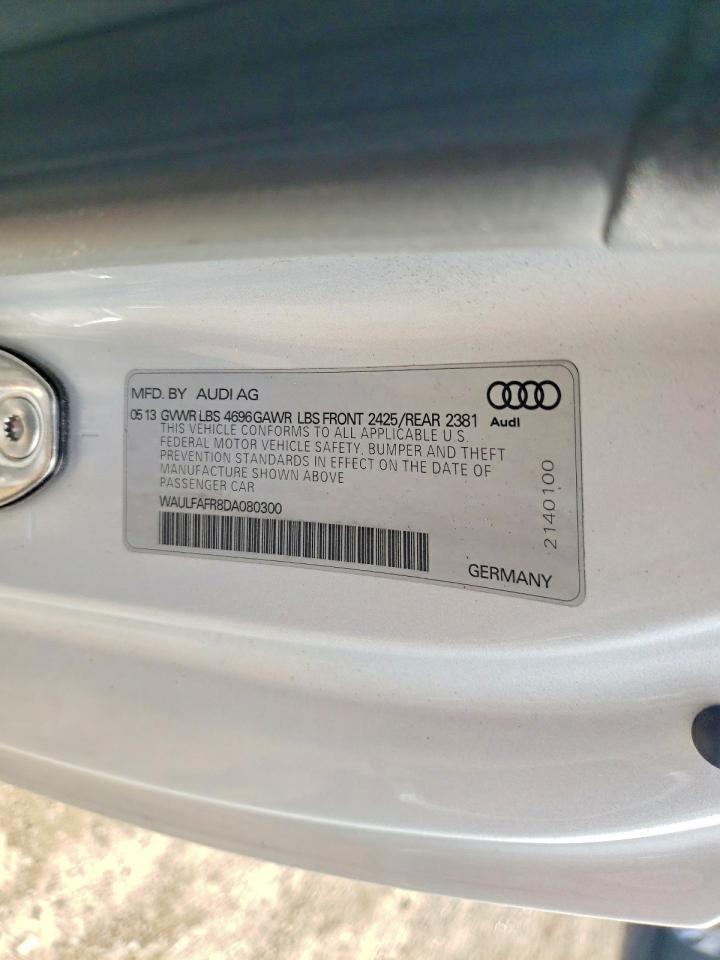 MFD. BY AUDI AG
05 13 GVWR LBS 4696 GAWR LBS FRONT 2425/REAR 2381
Audi
THIS VEHICLE CONFORMS TO ALL APPLICABLE U.S.
FEDERAL MOTOR VEHICLE SAFETY, BUMPER AND THEFT
PREVENTION STANDARDS IN EFFECT ON THE DATE OF
MANUFACTURE SHOWN ABOVE
PASSENGER CAR
WAULFAFR8DA080300
2140100
GERMANY